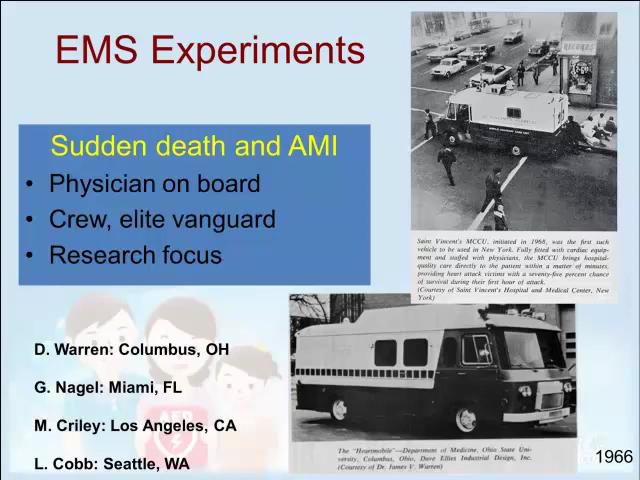 EMS Experiments
Sudden death and AMI
• Physician on board
• Crew, elite vanguard
• Research focus
D. Warren: Columbus, OH
G. Nagel: Miami, FL
M. Criley: Los Angeles, CA
L. Cobb: Seattle, WA
RECORDS
Saint Vincent's MCCU, initiated in 1968, was the first such
vehicle to be used in New York. Fully fitted with cardiac equip-
ment and staffed with physicians, the MCCU brings hospital-
quality care directly to the patient within a matter of minutes,
providing heart attack victims with a seventy-five percent chance
of survival during their first hour of attack.
(Courtesy of Saint Vincent's Hospital and Medical Center, New
York)
The "Heartmobile"—Department of Medicine, Ohio State Uni-
versity, Columbus, Ohio, Dave Ellies Industrial Design, Inc.
(Courtesy of Dr. James V. Warren)
AED
1966